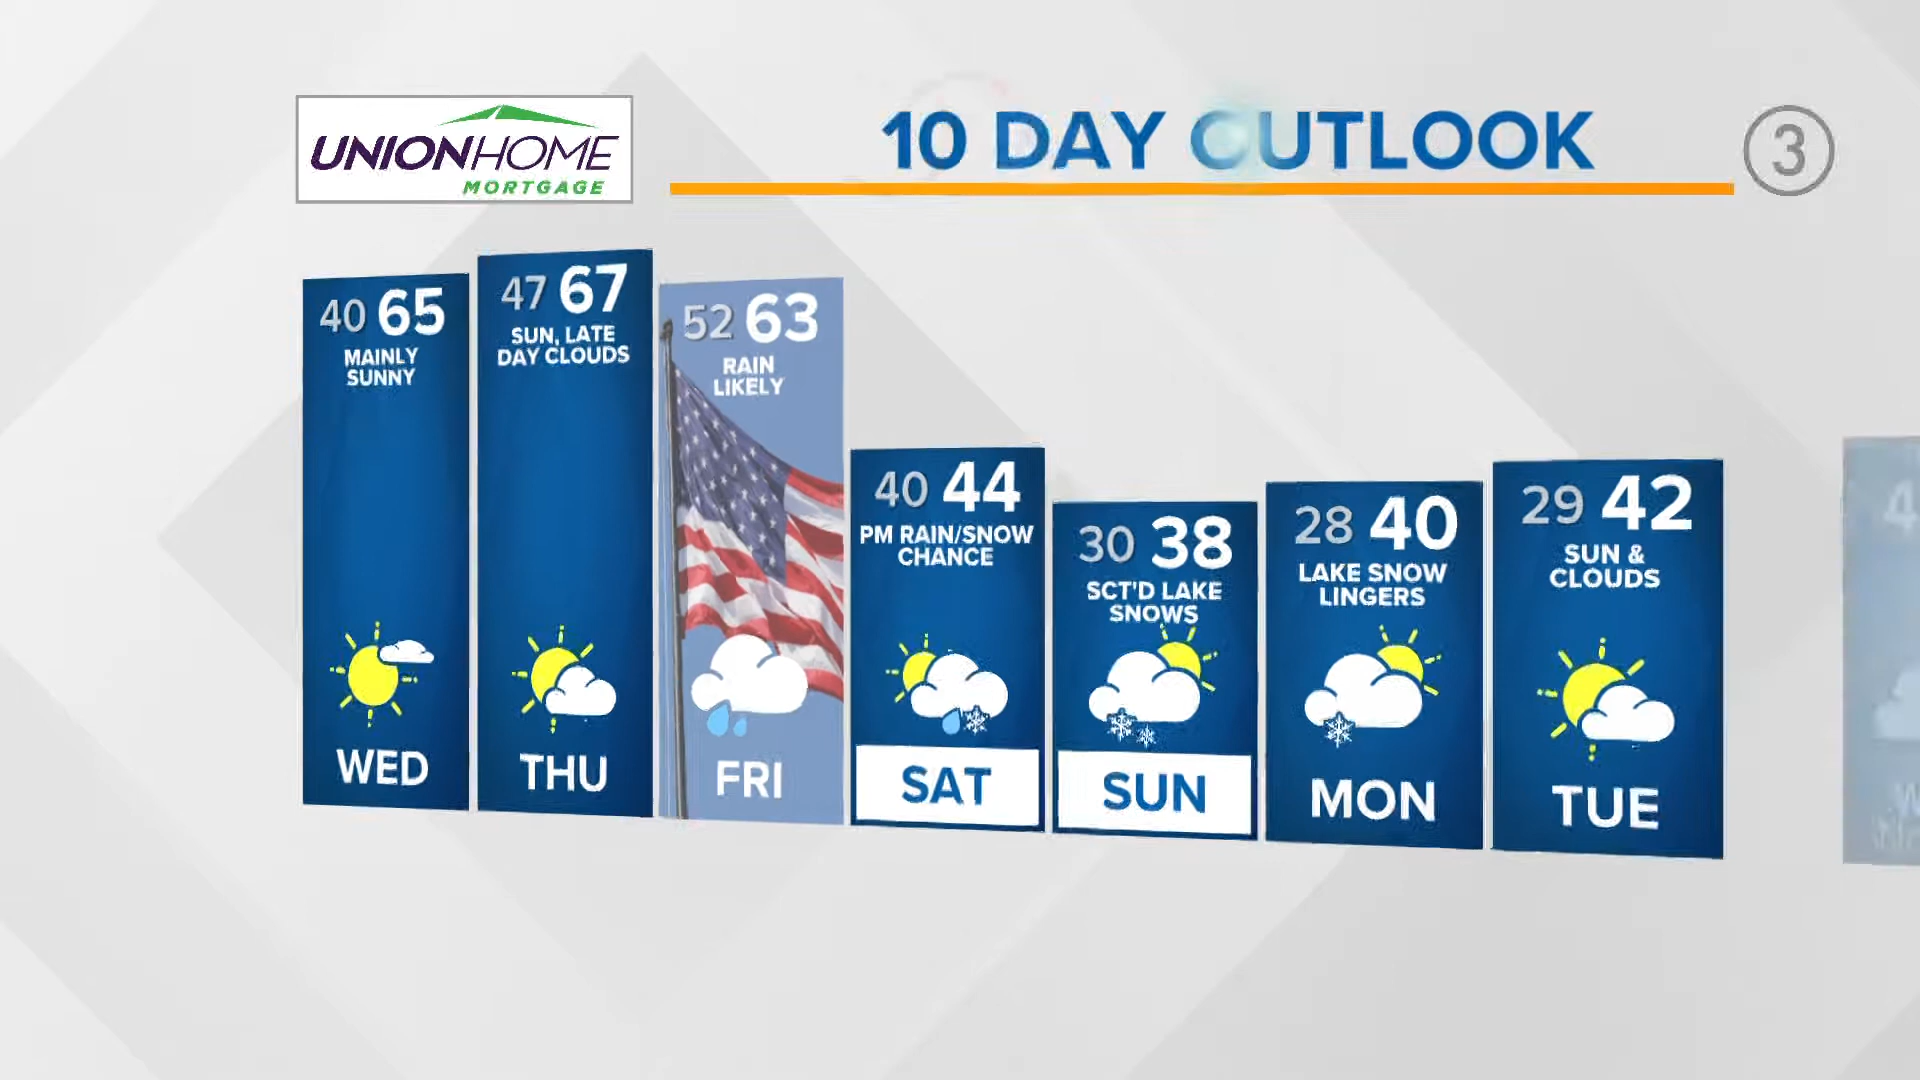 UNIONHOME
MORTGAGE
10 DAY OUTLOOK
3
40 65
MAINLY
SUNNY
WED
47 67
SUN, LATE
DAY CLOUDS
THU
52 63
RAIN
LIKELY
FRI
40 44
PM RAIN/SNOW
CHANCE
SAT
30 38
SCT'D LAKE
SNOWS
SUN
28 40
LAKE SNOW
LINGERS
MON
29 42
SUN &
CLOUDS
TUE